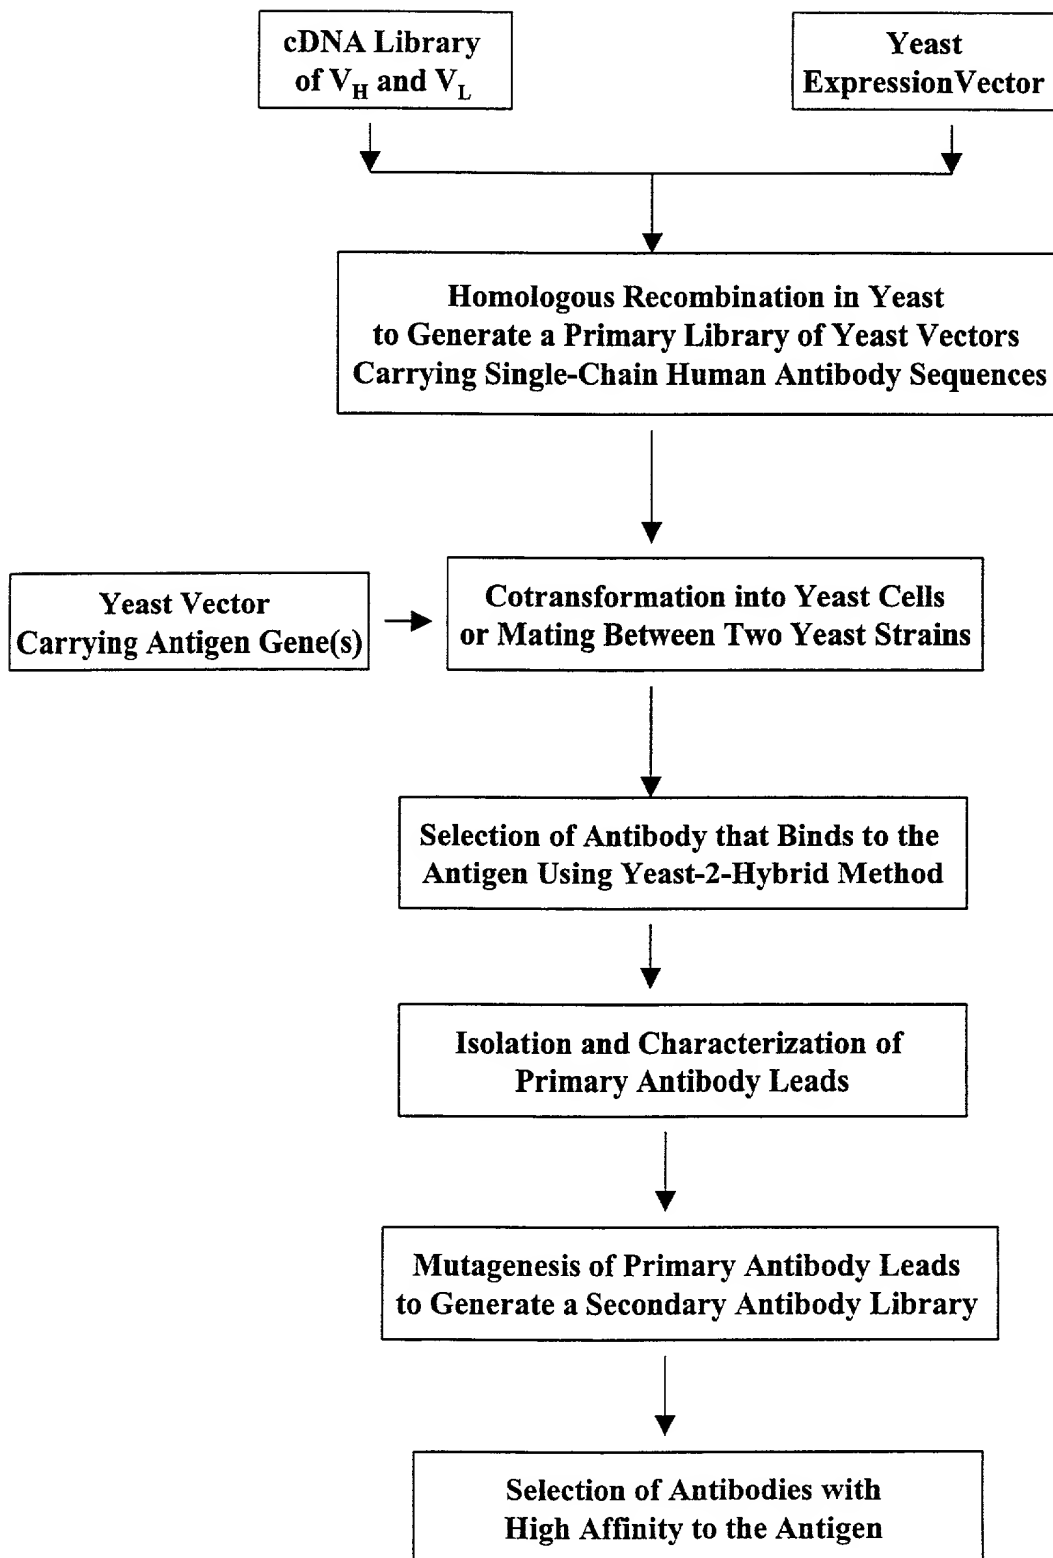 cDNA Library
of V_H and V_L
Yeast
ExpressionVector
Homologous Recombination in Yeast
to Generate a Primary Library of Yeast Vectors
Carrying Single-Chain Human Antibody Sequences
Yeast Vector
Carrying Antigen Gene(s)
Cotransformation into Yeast Cells
or Mating Between Two Yeast Strains
Selection of Antibody that Binds to the
Antigen Using Yeast-2-Hybrid Method
Isolation and Characterization of
Primary Antibody Leads
Mutagenesis of Primary Antibody Leads
to Generate a Secondary Antibody Library
Selection of Antibodies with
High Affinity to the Antigen